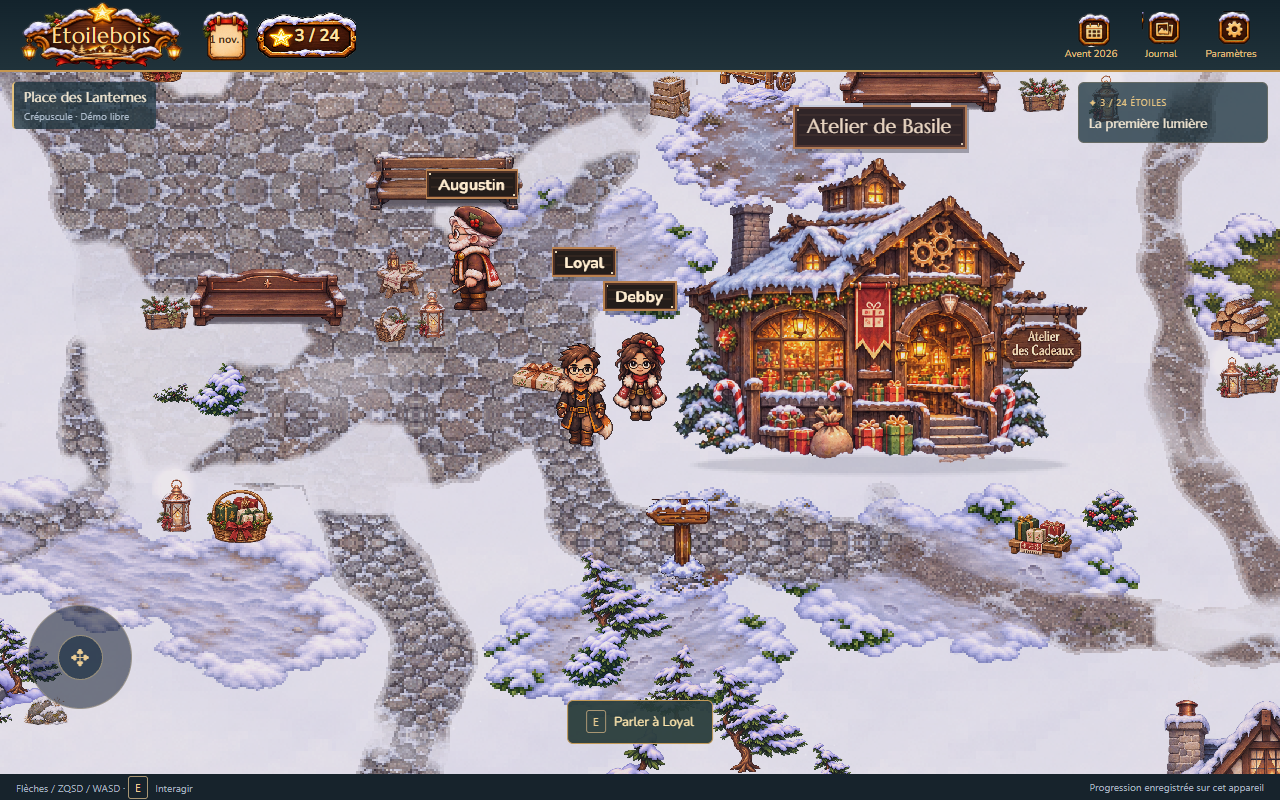 Étoilebois
1 nov.
3 / 24
Avent 2026
Journal
Paramètres
Place des Lanternes
Crépuscule · Démo libre
✦ 3 / 24 ÉTOILES
La première lumière
Atelier de Basile
Augustin
Loyal
Debby
Atelier
des Cadeaux
E Parler à Loyal
Flèches / ZQSD / WASD · E Interagir
Progression enregistrée sur cet appareil